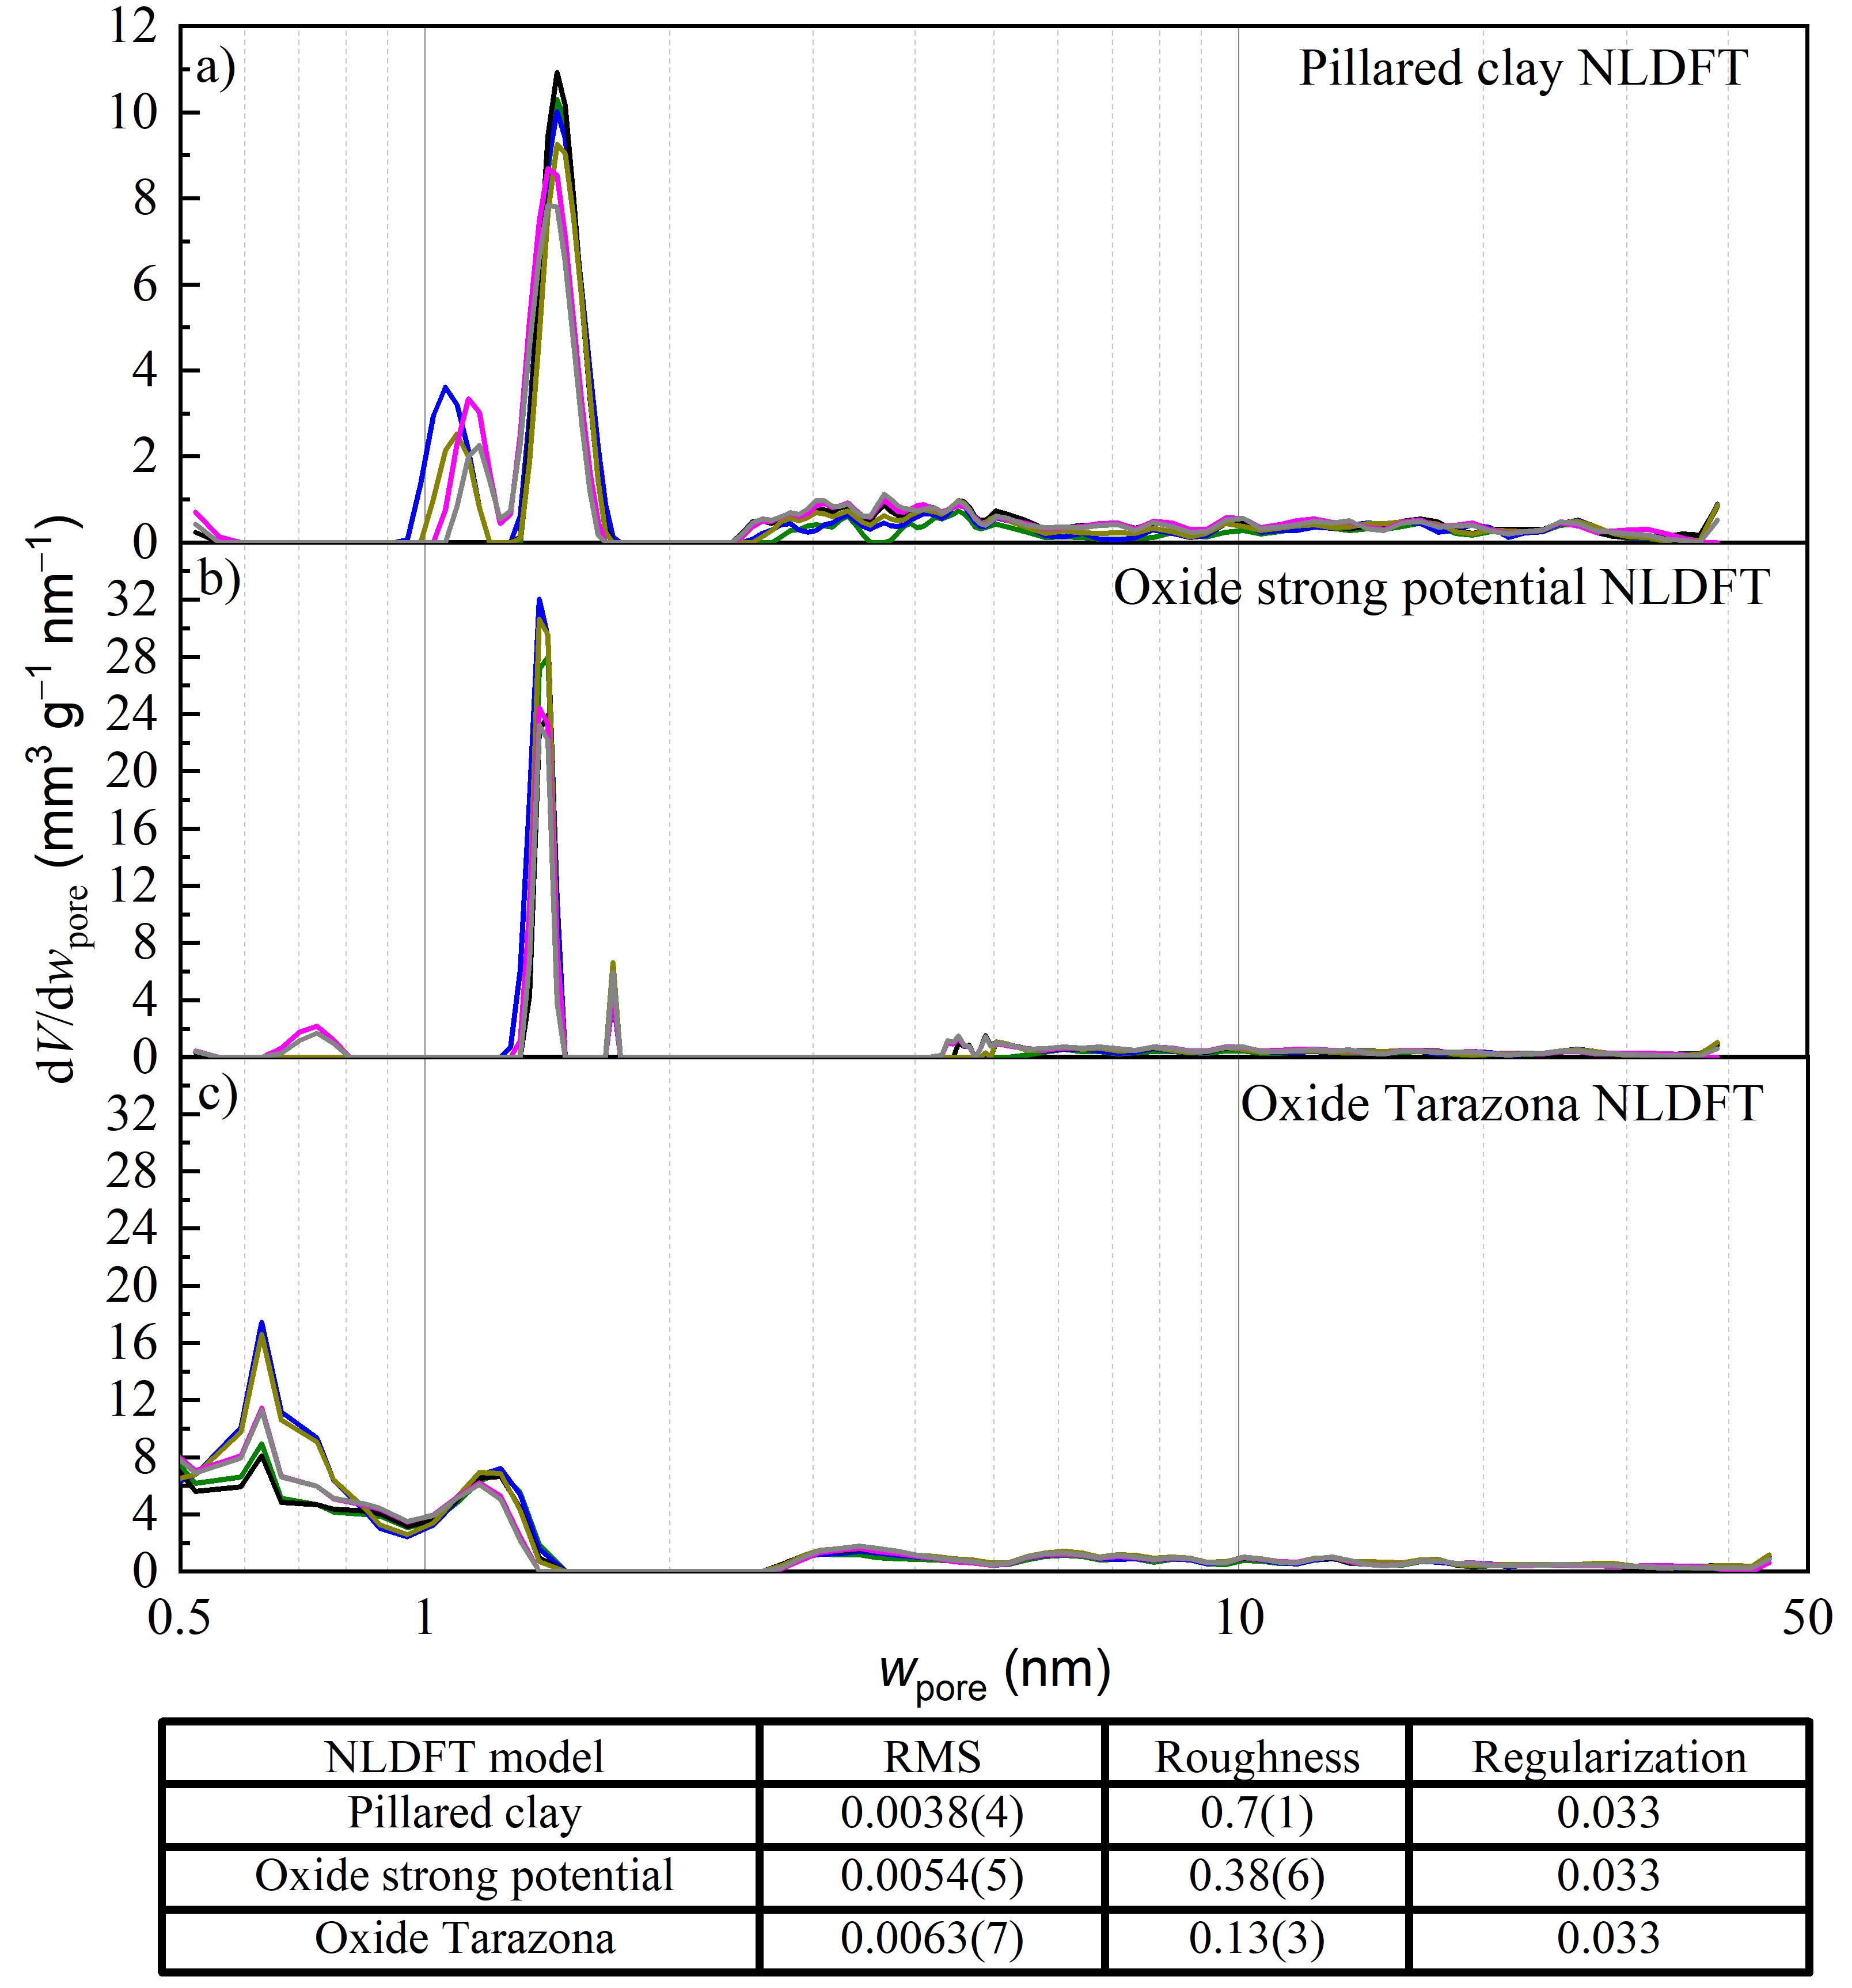 dV/dw_pore (mm³ g⁻¹ nm⁻¹)
12
10
8
6
4
2
0
a)
Pillared clay NLDFT
32
28
24
20
16
12
8
4
0
b)
Oxide strong potential NLDFT
32
28
24
20
16
12
8
4
0
c)
Oxide Tarazona NLDFT
0.5 1 10 50
w_pore (nm)
NLDFT model RMS Roughness Regularization
Pillared clay 0.0038(4) 0.7(1) 0.033
Oxide strong potential 0.0054(5) 0.38(6) 0.033
Oxide Tarazona 0.0063(7) 0.13(3) 0.033